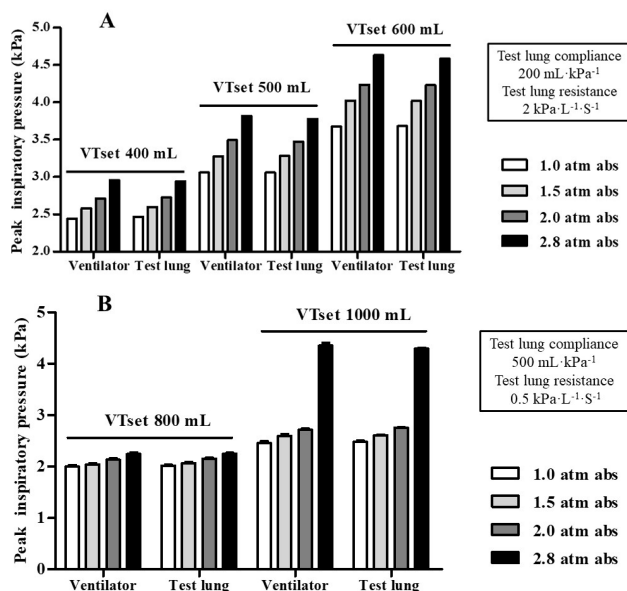 A
Peak inspiratory pressure (kPa)
5.0
4.5
4.0
3.5
3.0
2.5
2.0
VTset 400 mL
VTset 500 mL
VTset 600 mL
Ventilator Test lung Ventilator Test lung Ventilator Test lung
Test lung compliance
200 mL·kPa⁻¹
Test lung resistance
2 kPa·L⁻¹·S⁻¹
1.0 atm abs
1.5 atm abs
2.0 atm abs
2.8 atm abs
B
Peak inspiratory pressure (kPa)
5
4
3
2
1
0
VTset 800 mL
VTset 1000 mL
Ventilator Test lung Ventilator Test lung
Test lung compliance
500 mL·kPa⁻¹
Test lung resistance
0.5 kPa·L⁻¹·S⁻¹
1.0 atm abs
1.5 atm abs
2.0 atm abs
2.8 atm abs